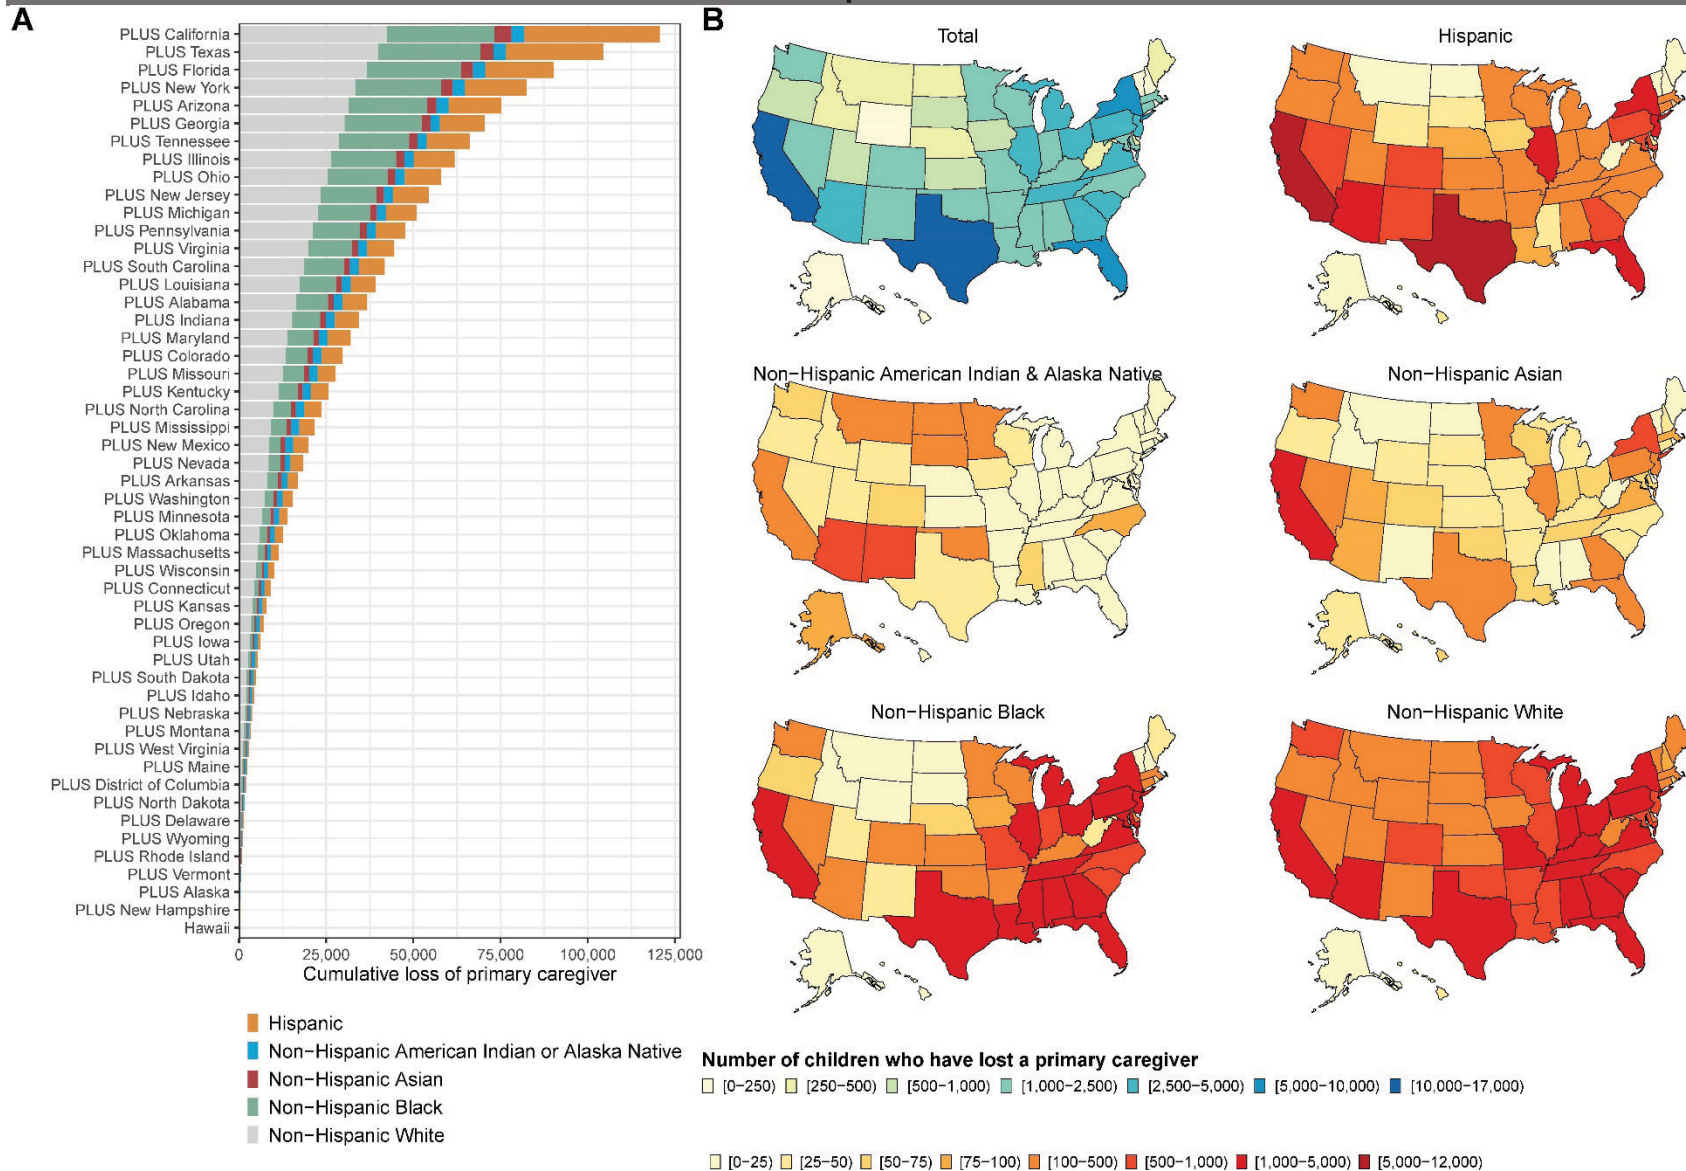 A
PLUS California
PLUS Texas
PLUS Florida
PLUS New York
PLUS Arizona
PLUS Georgia
PLUS Tennessee
PLUS Illinois
PLUS Ohio
PLUS New Jersey
PLUS Michigan
PLUS Pennsylvania
PLUS Virginia
PLUS South Carolina
PLUS Louisiana
PLUS Alabama
PLUS Indiana
PLUS Maryland
PLUS Colorado
PLUS Missouri
PLUS Kentucky
PLUS North Carolina
PLUS Mississippi
PLUS New Mexico
PLUS Nevada
PLUS Arkansas
PLUS Washington
PLUS Minnesota
PLUS Oklahoma
PLUS Massachusetts
PLUS Wisconsin
PLUS Connecticut
PLUS Kansas
PLUS Oregon
PLUS Iowa
PLUS Utah
PLUS South Dakota
PLUS Idaho
PLUS Nebraska
PLUS Montana
PLUS West Virginia
PLUS Maine
PLUS District of Columbia
PLUS North Dakota
PLUS Delaware
PLUS Wyoming
PLUS Rhode Island
PLUS Vermont
PLUS Alaska
PLUS New Hampshire
Hawaii
0 25,000 50,000 75,000 100,000 125,000
Cumulative loss of primary caregiver
Hispanic
Non−Hispanic American Indian or Alaska Native
Non−Hispanic Asian
Non−Hispanic Black
Non−Hispanic White
B
Total
Hispanic
Non−Hispanic American Indian & Alaska Native
Non−Hispanic Asian
Non−Hispanic Black
Non−Hispanic White
Number of children who have lost a primary caregiver
[0−250) [250−500) [500−1,000) [1,000−2,500) [2,500−5,000) [5,000−10,000) [10,000−17,000)
[0−25) [25−50) [50−75) [75−100) [100−500) [500−1,000) [1,000−5,000) [5,000−12,000)